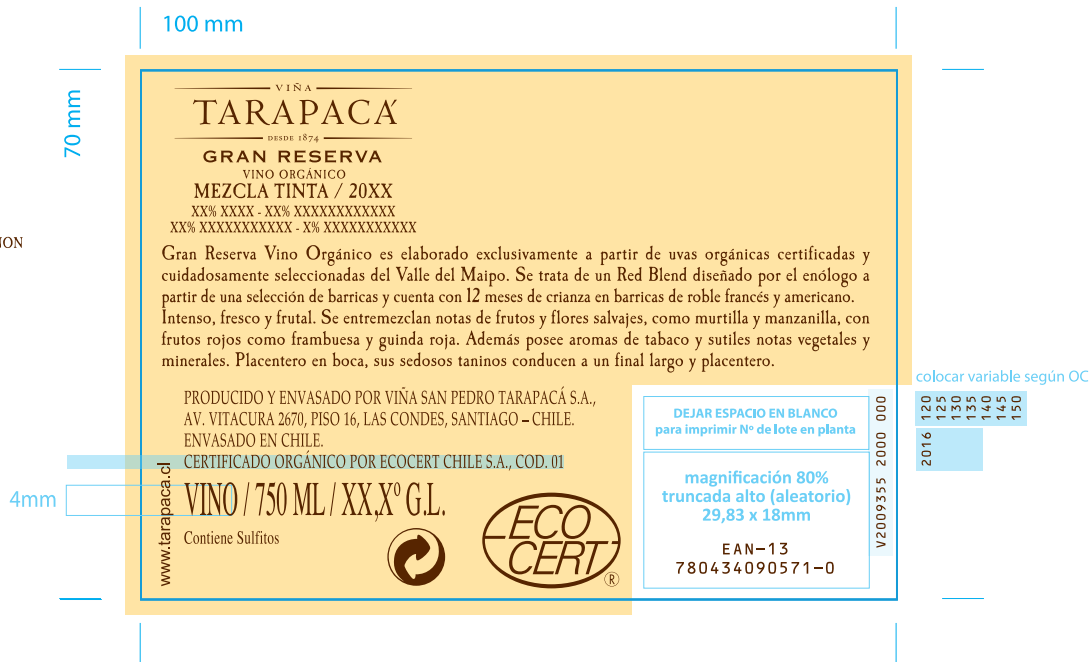 100 mm
70 mm
NON
VIÑA
TARAPACÁ
DESDE 1874
GRAN RESERVA
VINO ORGÁNICO
MEZCLA TINTA / 20XX
XX% XXXX - XX% XXXXXXXXXXXX
XX% XXXXXXXXXXX - X% XXXXXXXXXXX
Gran Reserva Vino Orgánico es elaborado exclusivamente a partir de uvas orgánicas certificadas y
cuidadosamente seleccionadas del Valle del Maipo. Se trata de un Red Blend diseñado por el enólogo a
partir de una selección de barricas y cuenta con 12 meses de crianza en barricas de roble francés y americano.
Intenso, fresco y frutal. Se entremezclan notas de frutos y flores salvajes, como murtilla y manzanilla, con
frutos rojos como frambuesa y guinda roja. Además posee aromas de tabaco y sutiles notas vegetales y
minerales. Placentero en boca, sus sedosos taninos conducen a un final largo y placentero.
PRODUCIDO Y ENVASADO POR VIÑA SAN PEDRO TARAPACÁ S.A.,
AV. VITACURA 2670, PISO 16, LAS CONDES, SANTIAGO – CHILE.
ENVASADO EN CHILE.
CERTIFICADO ORGÁNICO POR ECOCERT CHILE S.A., COD. 01
4mm
www.tarapaca.cl
VINO / 750 ML / XX,Xº G.L.
Contiene Sulfitos
ECO
CERT
®
DEJAR ESPACIO EN BLANCO
para imprimir Nº de lote en planta
magnificación 80%
truncada alto (aleatorio)
29,83 x 18mm
EAN-13
780434090571-0
V2009355 2000 000
colocar variable según OC
120
125
130
135
140
145
150
2016